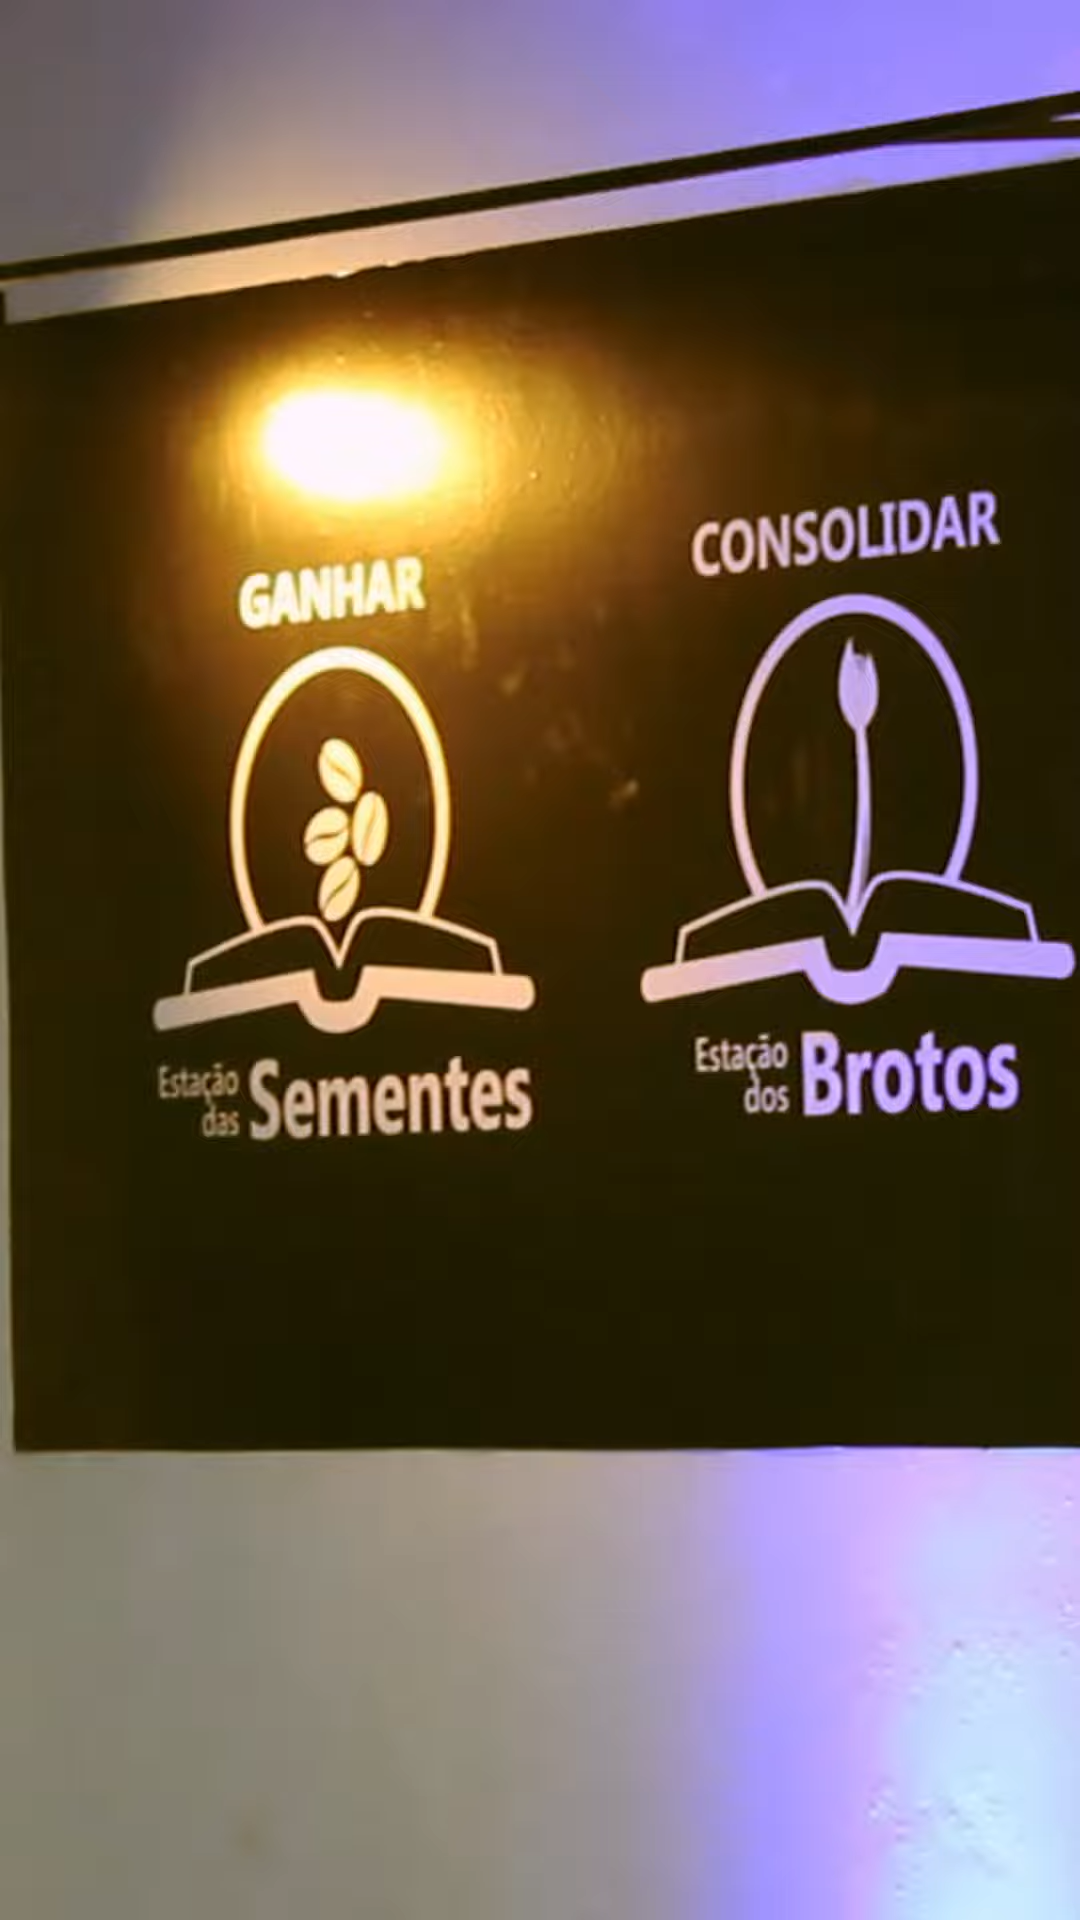 GANHAR
Estação
das Sementes
CONSOLIDAR
Estação
dos Brotos